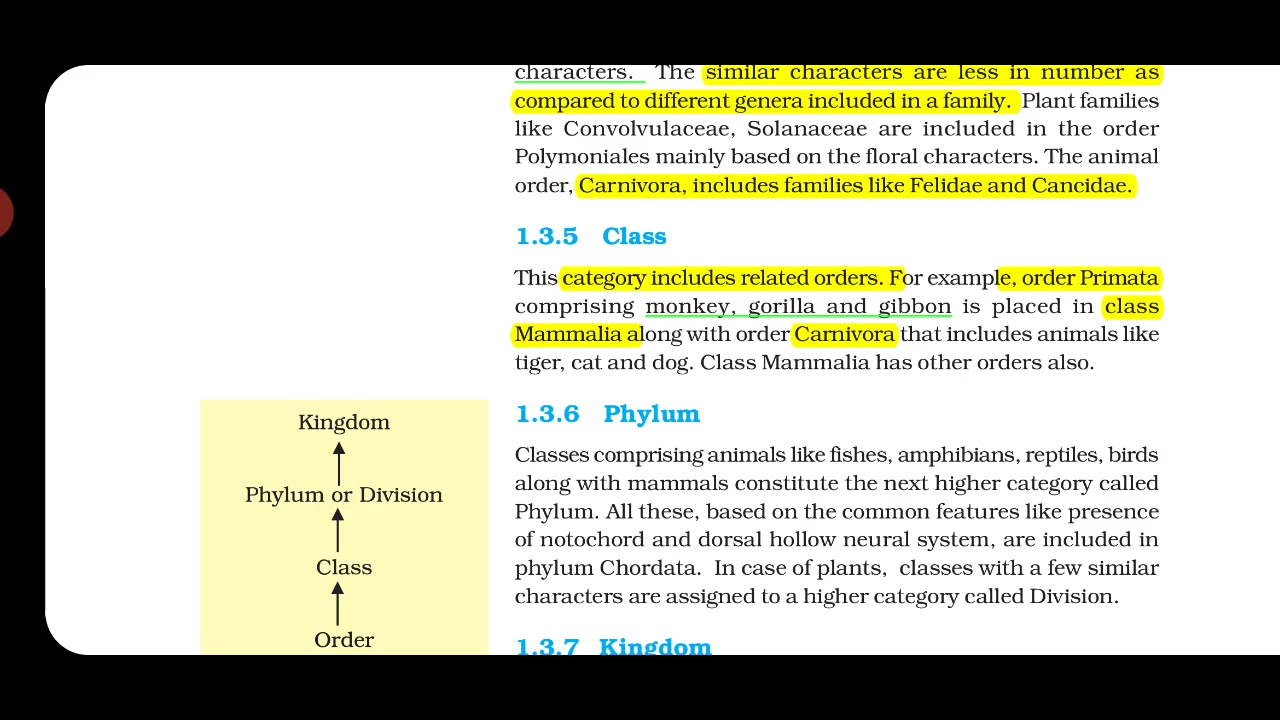 characters. The similar characters are less in number as
compared to different genera included in a family. Plant families
like Convolvulaceae, Solanaceae are included in the order
Polymoniales mainly based on the floral characters. The animal
order, Carnivora, includes families like Felidae and Cancidae.
1.3.5 Class
This category includes related orders. For example, order Primata
comprising monkey, gorilla and gibbon is placed in class
Mammalia along with order Carnivora that includes animals like
tiger, cat and dog. Class Mammalia has other orders also.
1.3.6 Phylum
Classes comprising animals like fishes, amphibians, reptiles, birds
along with mammals constitute the next higher category called
Phylum. All these, based on the common features like presence
of notochord and dorsal hollow neural system, are included in
phylum Chordata. In case of plants, classes with a few similar
characters are assigned to a higher category called Division.
1.3.7 Kingdom
Kingdom
Phylum or Division
Class
Order